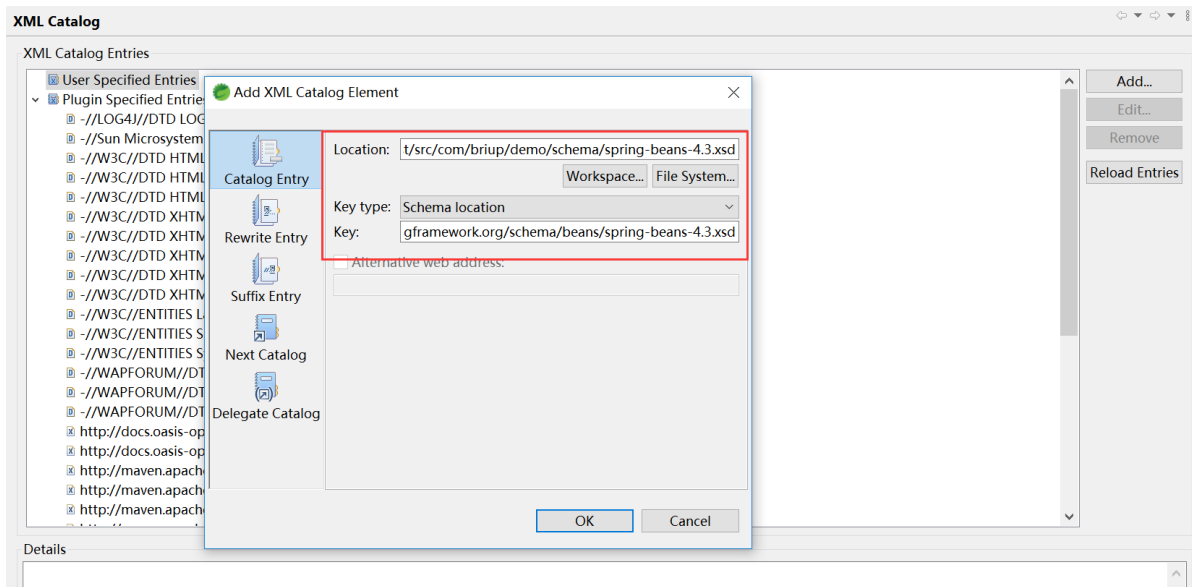 XML Catalog
XML Catalog Entries
User Specified Entries
Plugin Specified Entrie
-//LOG4J//DTD LOG
-//Sun Microsystem
-//W3C//DTD HTML
-//W3C//DTD HTML
-//W3C//DTD HTML
-//W3C//DTD XHTM
-//W3C//DTD XHTM
-//W3C//DTD XHTM
-//W3C//DTD XHTM
-//W3C//DTD XHTM
-//W3C//ENTITIES L
-//W3C//ENTITIES S
-//W3C//ENTITIES S
-//WAPFORUM//DT
-//WAPFORUM//DT
-//WAPFORUM//DT
http://docs.oasis-op
http://docs.oasis-op
http://maven.apach
http://maven.apach
http://maven.apach
Add XML Catalog Element
Catalog Entry
Rewrite Entry
Suffix Entry
Next Catalog
Delegate Catalog
Location: t/src/com/briup/demo/schema/spring-beans-4.3.xsd
Workspace... File System...
Key type: Schema location
Key: gframework.org/schema/beans/spring-beans-4.3.xsd
Alternative web address:
OK Cancel
Add...
Edit...
Remove
Reload Entries
Details